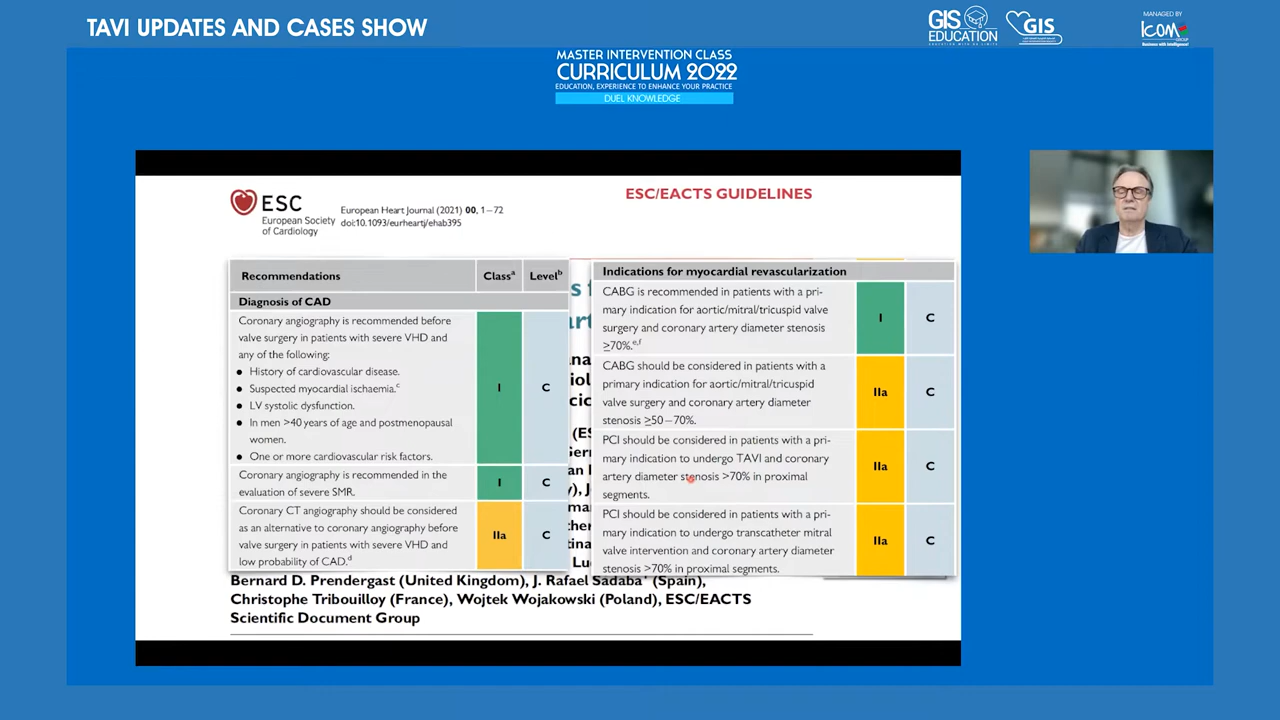 TAVI UPDATES AND CASES SHOW
GIS
EDUCATION
GIS
MANAGED BY
ICOM
GROUP
Business with Intelligence!
MASTER INTERVENTION CLASS
CURRICULUM 2022
EDUCATION, EXPERIENCE TO ENHANCE YOUR PRACTICE
DUEL KNOWLEDGE
ESC
European Society
of Cardiology
European Heart Journal (2021) 00, 1–72
doi:10.1093/eurheartj/ehab395
ESC/EACTS GUIDELINES
Recommendations Classᵃ Levelᵇ
Diagnosis of CAD
Coronary angiography is recommended before
valve surgery in patients with severe VHD and
any of the following:
● History of cardiovascular disease.
● Suspected myocardial ischaemia.ᶜ
● LV systolic dysfunction.
● In men >40 years of age and postmenopausal
women.
● One or more cardiovascular risk factors.
I C
Coronary angiography is recommended in the
evaluation of severe SMR.
I C
Coronary CT angiography should be considered
as an alternative to coronary angiography before
valve surgery in patients with severe VHD and
low probability of CAD.ᵈ
IIa C
Indications for myocardial revascularization
CABG is recommended in patients with a pri-
mary indication for aortic/mitral/tricuspid valve
surgery and coronary artery diameter stenosis
≥70%.ᵉ,ᶠ
I C
CABG should be considered in patients with a
primary indication for aortic/mitral/tricuspid
valve surgery and coronary artery diameter
stenosis ≥50–70%.
IIa C
PCI should be considered in patients with a pri-
mary indication to undergo TAVI and coronary
artery diameter stenosis >70% in proximal
segments.
IIa C
PCI should be considered in patients with a pri-
mary indication to undergo transcatheter mitral
valve intervention and coronary artery diameter
stenosis >70% in proximal segments.
IIa C
Bernard D. Prendergast (United Kingdom), J. Rafael Sadaba (Spain),
Christophe Tribouilloy (France), Wojtek Wojakowski (Poland), ESC/EACTS
Scientific Document Group